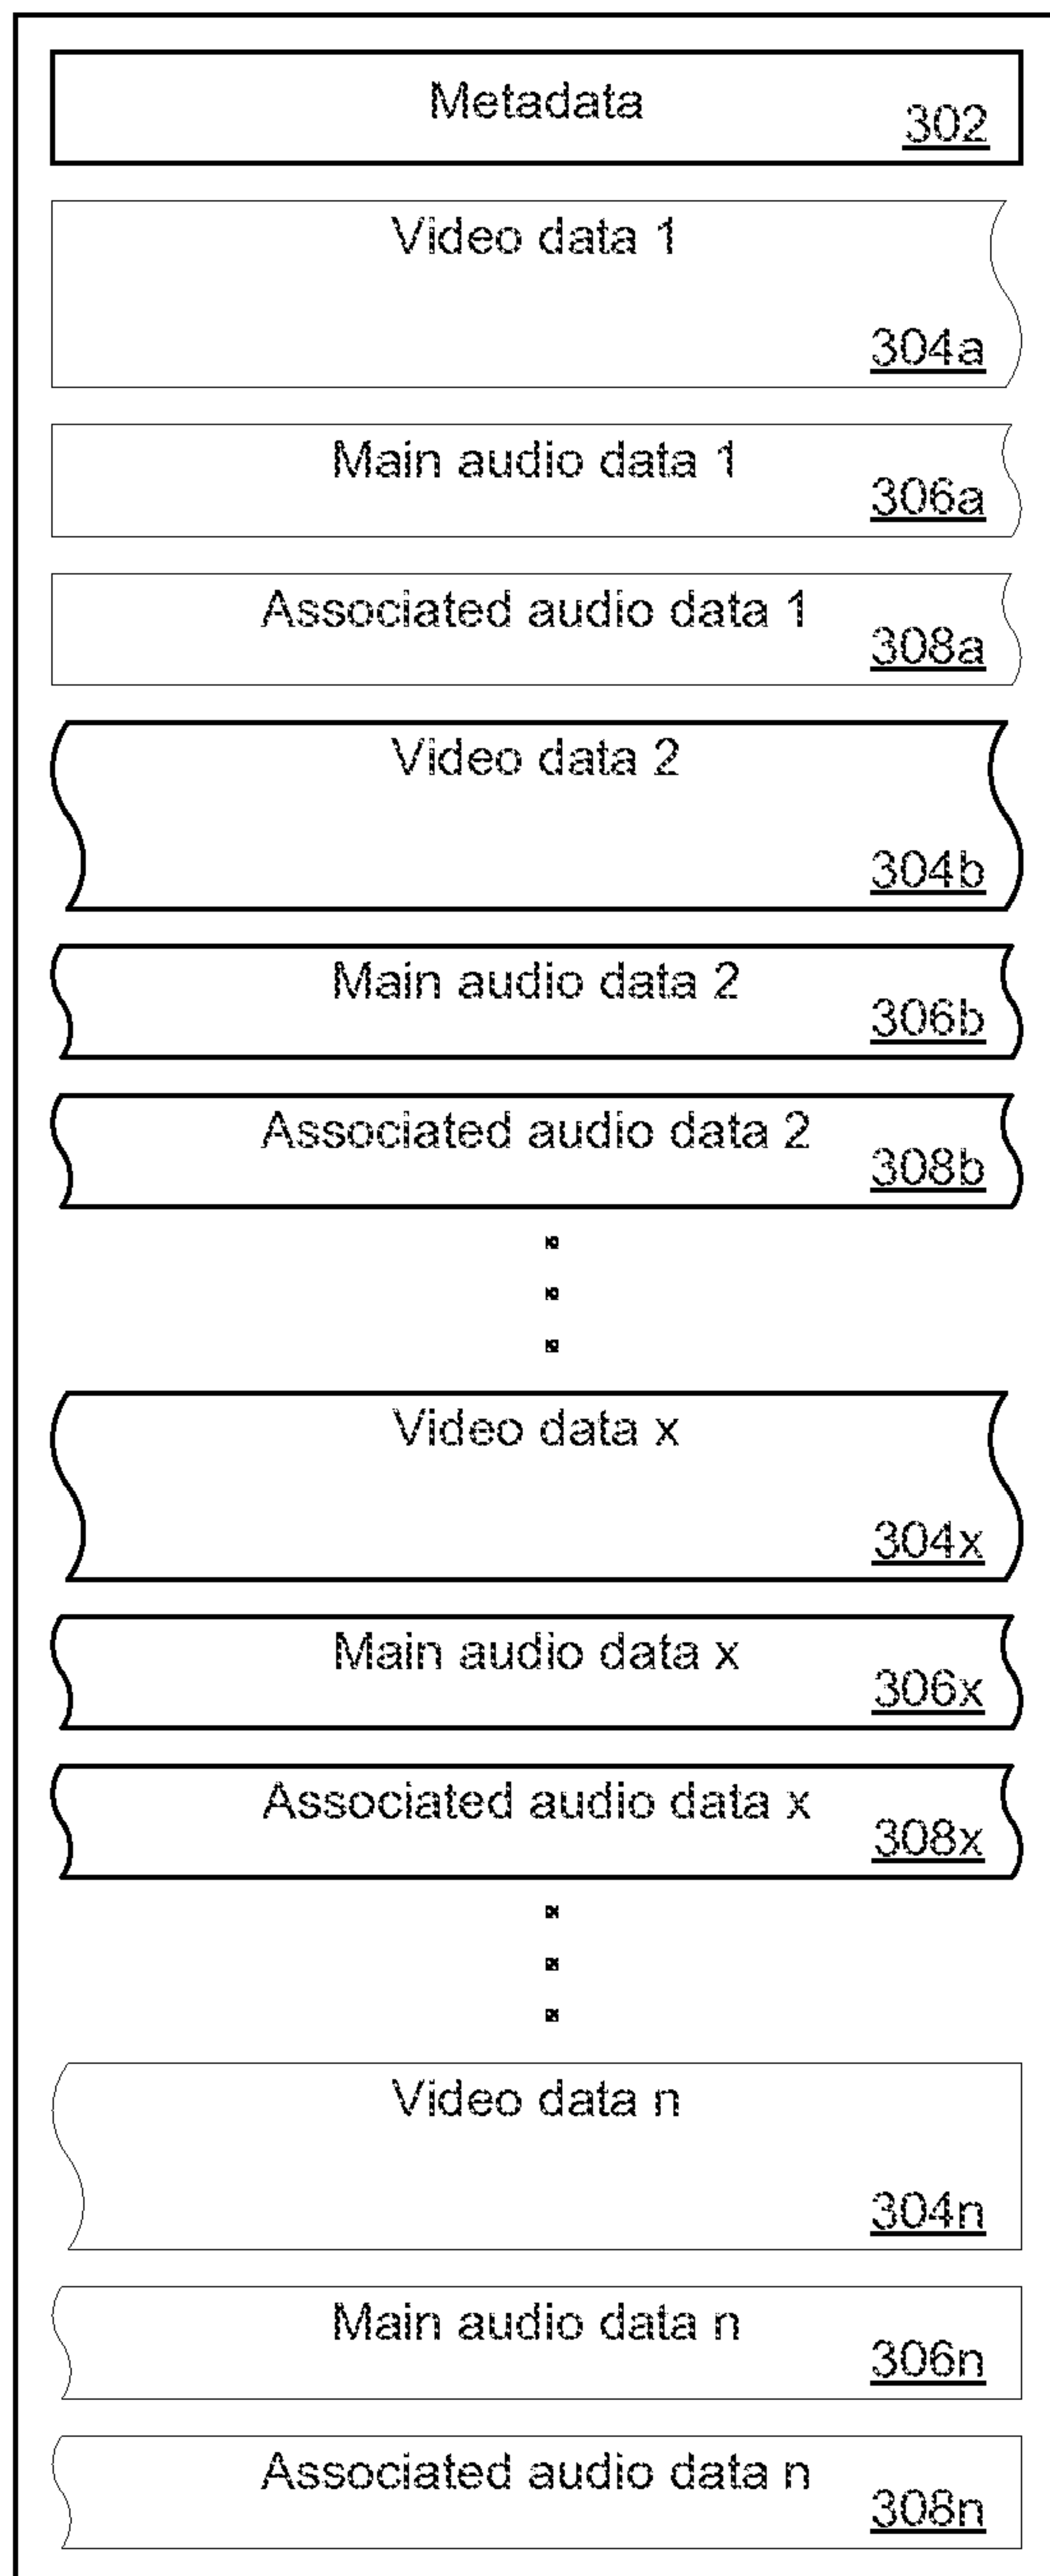 Metadata
302
Video data 1
304a
Main audio data 1
306a
Associated audio data 1
308a
Video data 2
304b
Main audio data 2
306b
Associated audio data 2
308b
Video data x
304x
Main audio data x
306x
Associated audio data x
308x
Video data n
304n
Main audio data n
306n
Associated audio data n
308n